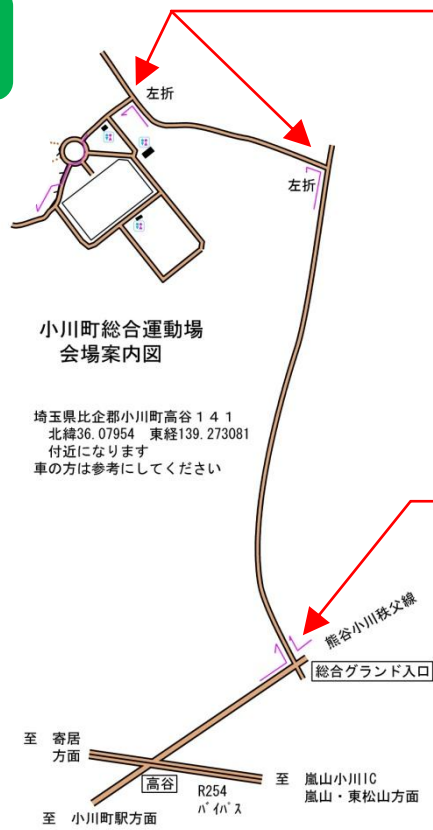 左折
左折
小川町総合運動場
会場案内図
埼玉県比企郡小川町高谷１４１
北緯36.07954 東経139.273081
付近になります
車の方は参考にしてください
熊谷小川秩父線
総合グランド入口
至 寄居
方面
高谷
R254
ﾊﾞｲﾊﾟｽ
至 嵐山小川IC
嵐山・東松山方面
至 小川町駅方面